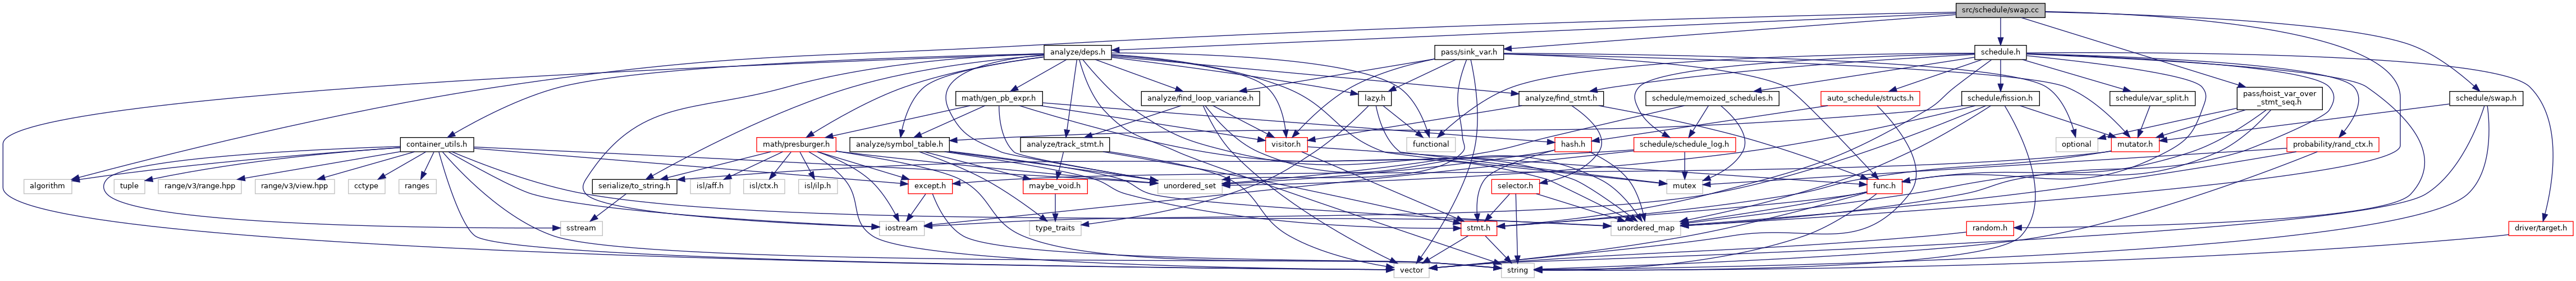 src/schedule/swap.cc
analyze/deps.h
pass/sink_var.h
schedule.h
math/gen_pb_expr.h
analyze/find_loop_variance.h
lazy.h
analyze/find_stmt.h
schedule/memoized_schedules.h
auto_schedule/structs.h
schedule/fission.h
schedule/var_split.h
pass/hoist_var_over
_stmt_seq.h
schedule/swap.h
container_utils.h
math/presburger.h
analyze/symbol_table.h
analyze/track_stmt.h
visitor.h
functional
hash.h
schedule/schedule_log.h
optional
mutator.h
probability/rand_ctx.h
algorithm
tuple
range/v3/range.hpp
range/v3/view.hpp
cctype
ranges
serialize/to_string.h
isl/aff.h
isl/ctx.h
isl/ilp.h
except.h
maybe_void.h
unordered_set
selector.h
mutex
func.h
sstream
iostream
type_traits
stmt.h
unordered_map
random.h
driver/target.h
vector
string